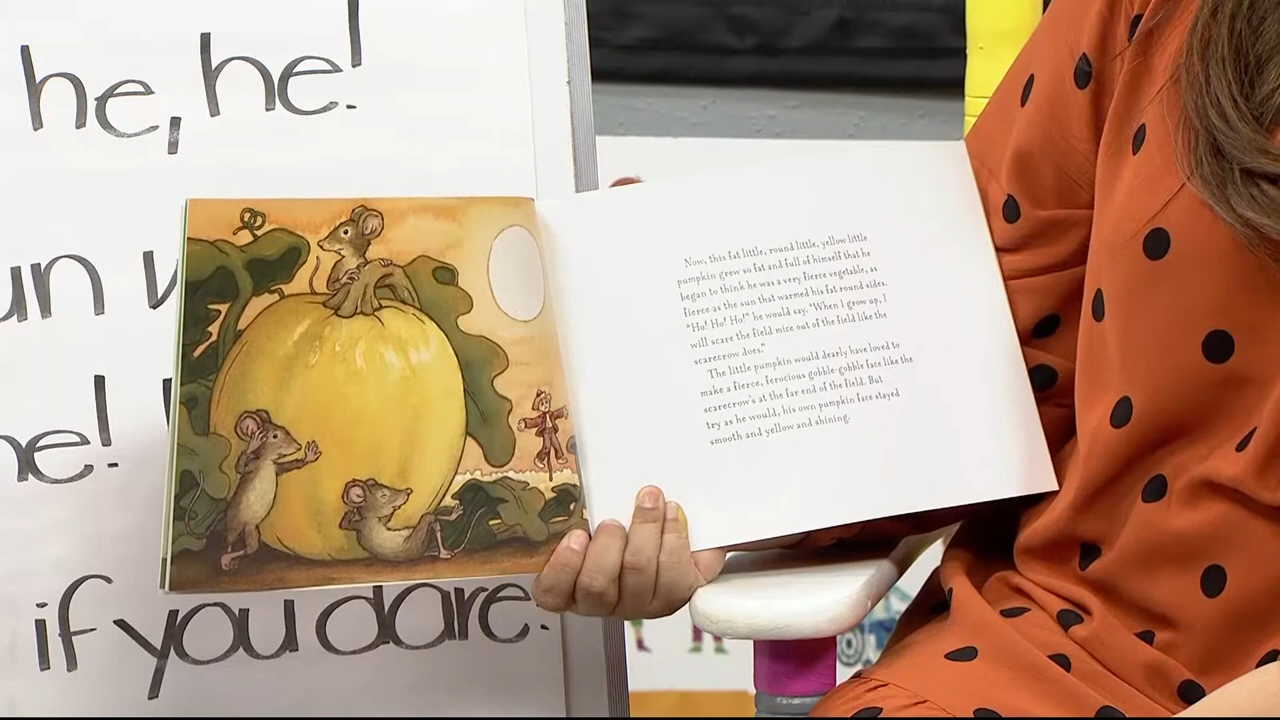 he, he!
un
he!
if you dare.
Now, this fat little, round little, yellow little
pumpkin grew so fat and full of himself that he
began to think he was a very fierce vegetable, as
fierce as the sun that warmed his fat round sides.
"Ho! Ho! Ho!" he would say. "When I grow up, I
will scare the field mice out of the field like the
scarecrow does."
The little pumpkin would dearly have loved to
make a fierce, ferocious gobble-gobble face like the
scarecrow's at the far end of the field. But
try as he would, his own pumpkin face stayed
smooth and yellow and shining.